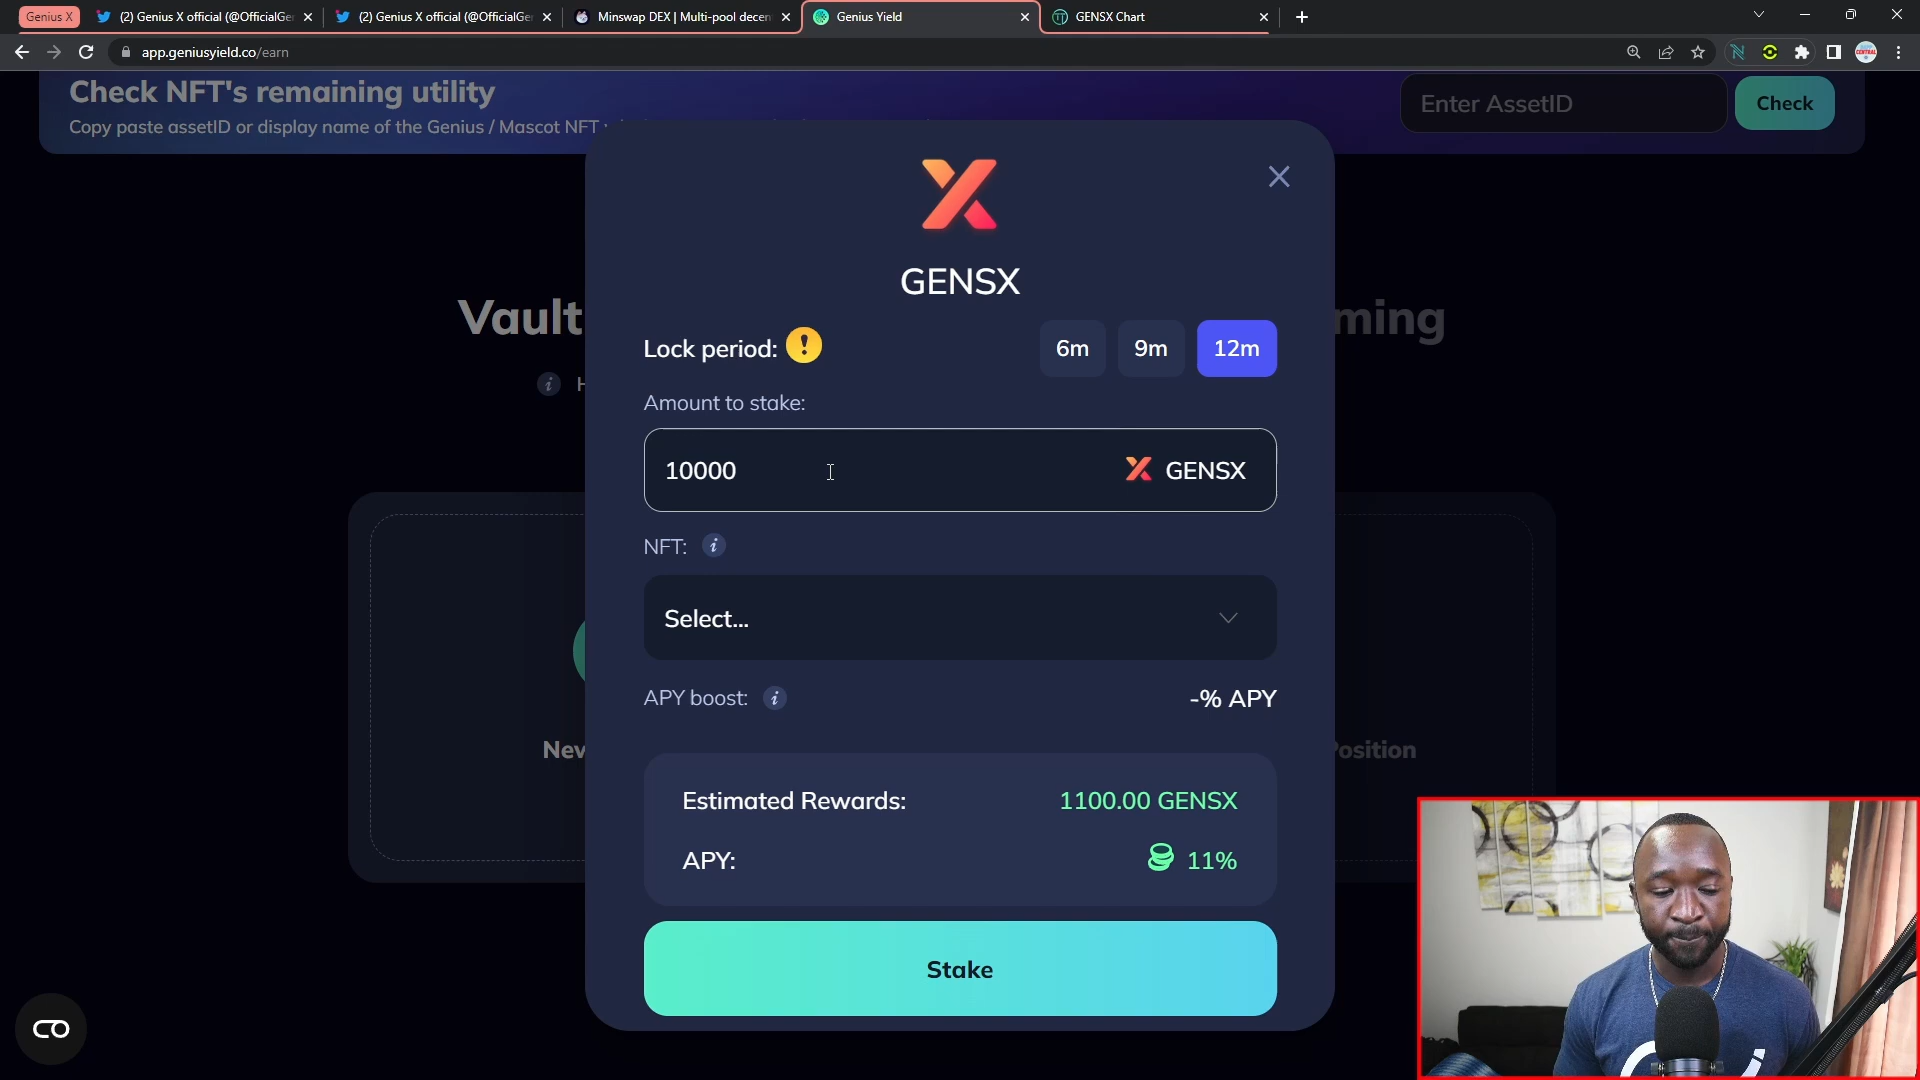 Genius X
(2) Genius X official (@OfficialGe
(2) Genius X official (@OfficialGe
Minswap DEX | Multi-pool decen
Genius Yield
GENSX Chart
app.geniusyield.co/earn
Check NFT's remaining utility
Copy paste assetID or display name of the Genius / Mascot NFT
Enter AssetID
Check
GENSX
Vault
ming
Lock period:
6m
9m
12m
H
Amount to stake:
10000
GENSX
NFT:
Select...
APY boost:
-% APY
New
Position
Estimated Rewards:
1100.00 GENSX
APY:
11%
Stake